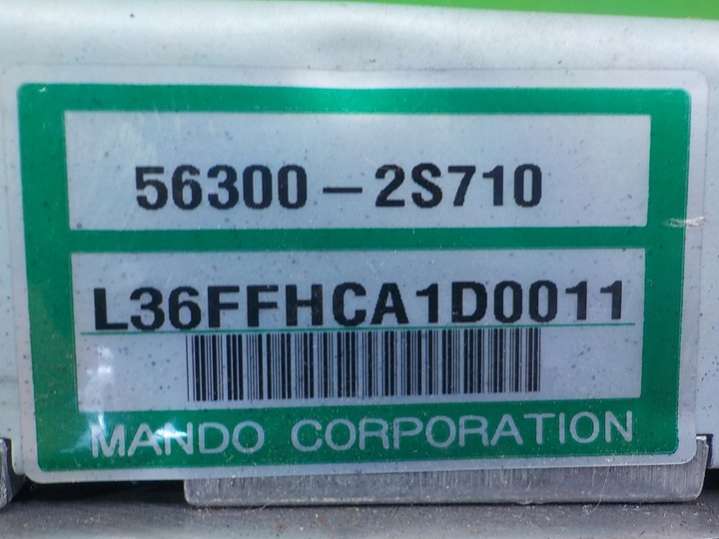 56300-2S710
L36FFHCA1D0011
MANDO CORPORATION